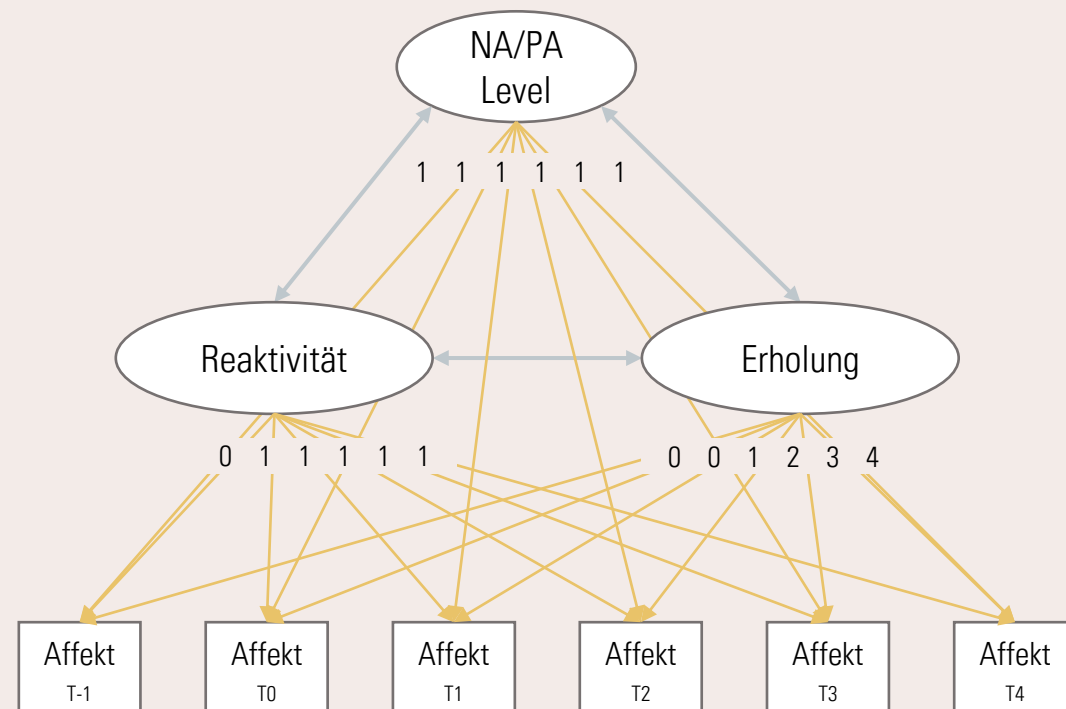 NA/PA
Level
1 1 1 1 1 1
Reaktivität
Erholung
0 1 1 1 1 1
0 0 1 2 3 4
Affekt
T-1
Affekt
T0
Affekt
T1
Affekt
T2
Affekt
T3
Affekt
T4